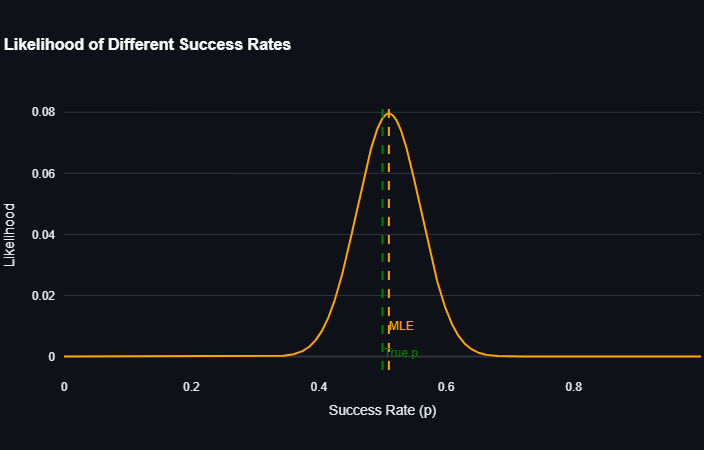 Likelihood of Different Success Rates
0.08
0.06
0.04
0.02
0
Likelihood
MLE
True p
0
0.2
0.4
0.6
0.8
Success Rate (p)